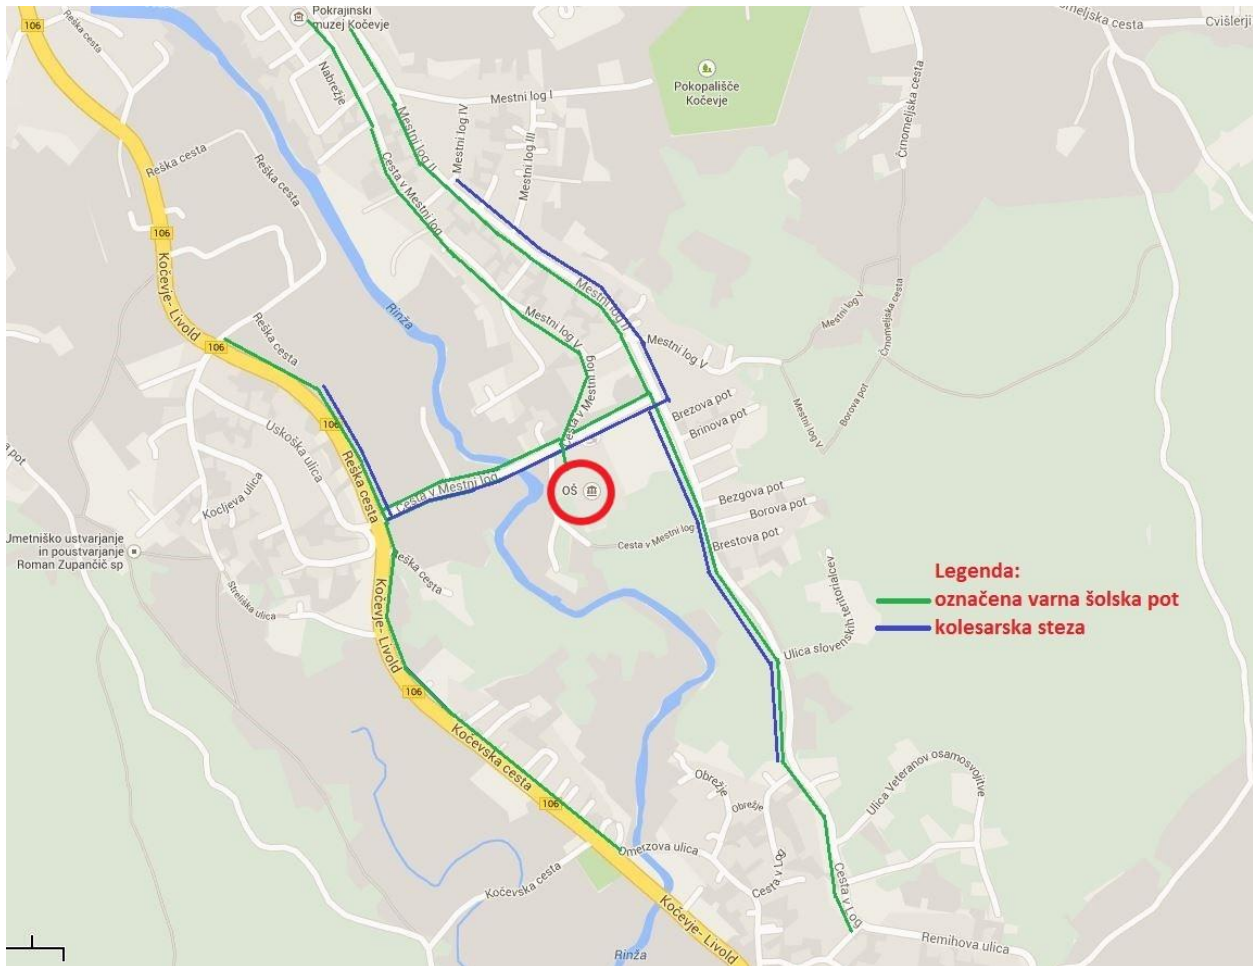 106
Reška cesta
Pokrajinski
muzej Kočevje
Nabrežje
Mestni log I
Pokopališče
Kočevje
Črnomeljska cesta
Cvišlerji
Mestni log II
Mestni log IV
Mestni log III
Reška cesta
Reška cesta
Cesta v Mestni log
106
Kočevje- Livold
Rinža
Mestni log II
Mestni log V
Mestni log V
Mestni log V
Črnomeljska cesta
Reška cesta
106
Cesta v Mestni log
Brezova pot
Brinova pot
Mestni log V
Borova pot
Uskoška ulica
106
Reška cesta
Kocljeva ulica
Cesta v Mestni log
OŠ
Bezgova pot
Borova pot
Brestova pot
Cesta v Mestni log
Umetniško ustvarjanje
in poustvarjanje
Roman Zupančič sp
Reška cesta
Streliška ulica
Kočevje- Livold
Legenda:
označena varna šolska pot
kolesarska steza
Ulica slovenskih teritorialcev
106
Kočevska cesta
106
Obrežje
Obrežje
Ulica Veteranov osamosvojitve
Omerzova ulica
Cesta v Log
Cesta v Log
Kočevska cesta
Kočevje- Livold
Remihova ulica
Rinža